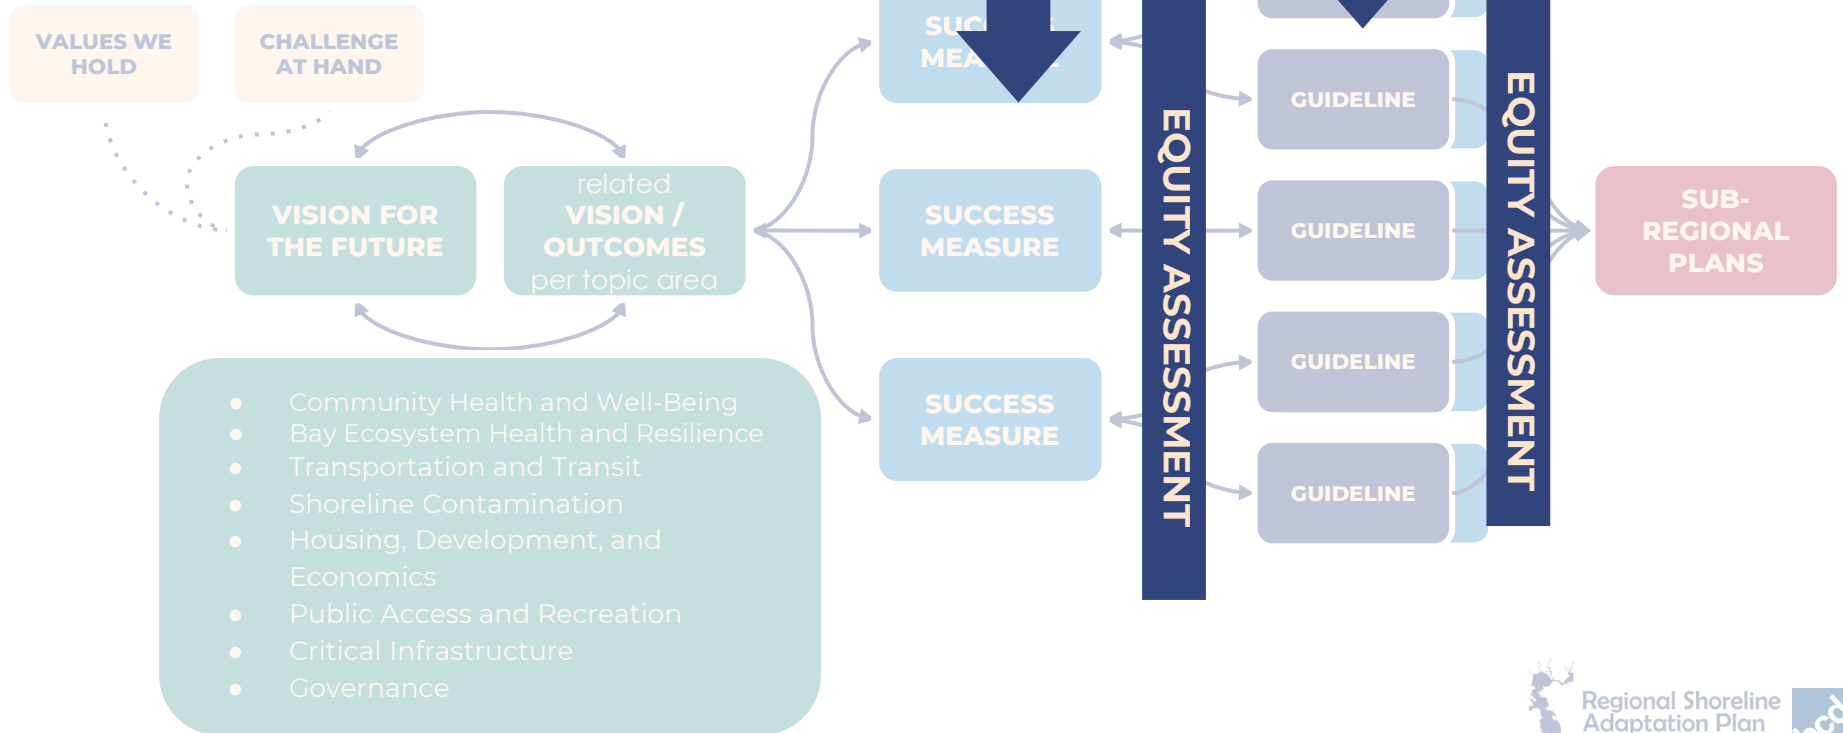 VALUES WE
HOLD
CHALLENGE
AT HAND
VISION FOR
THE FUTURE
related
VISION /
OUTCOMES
per topic area
Community Health and Well-Being
Bay Ecosystem Health and Resilience
Transportation and Transit
Shoreline Contamination
Housing, Development, and
Economics
Public Access and Recreation
Critical Infrastructure
Governance
SUCCESS
MEASURE
SUCCESS
MEASURE
SUCCESS
MEASURE
EQUITY ASSESSMENT
GUIDELINE
GUIDELINE
GUIDELINE
GUIDELINE
EQUITY ASSESSMENT
SUB-
REGIONAL
PLANS
Regional Shoreline
Adaptation Plan